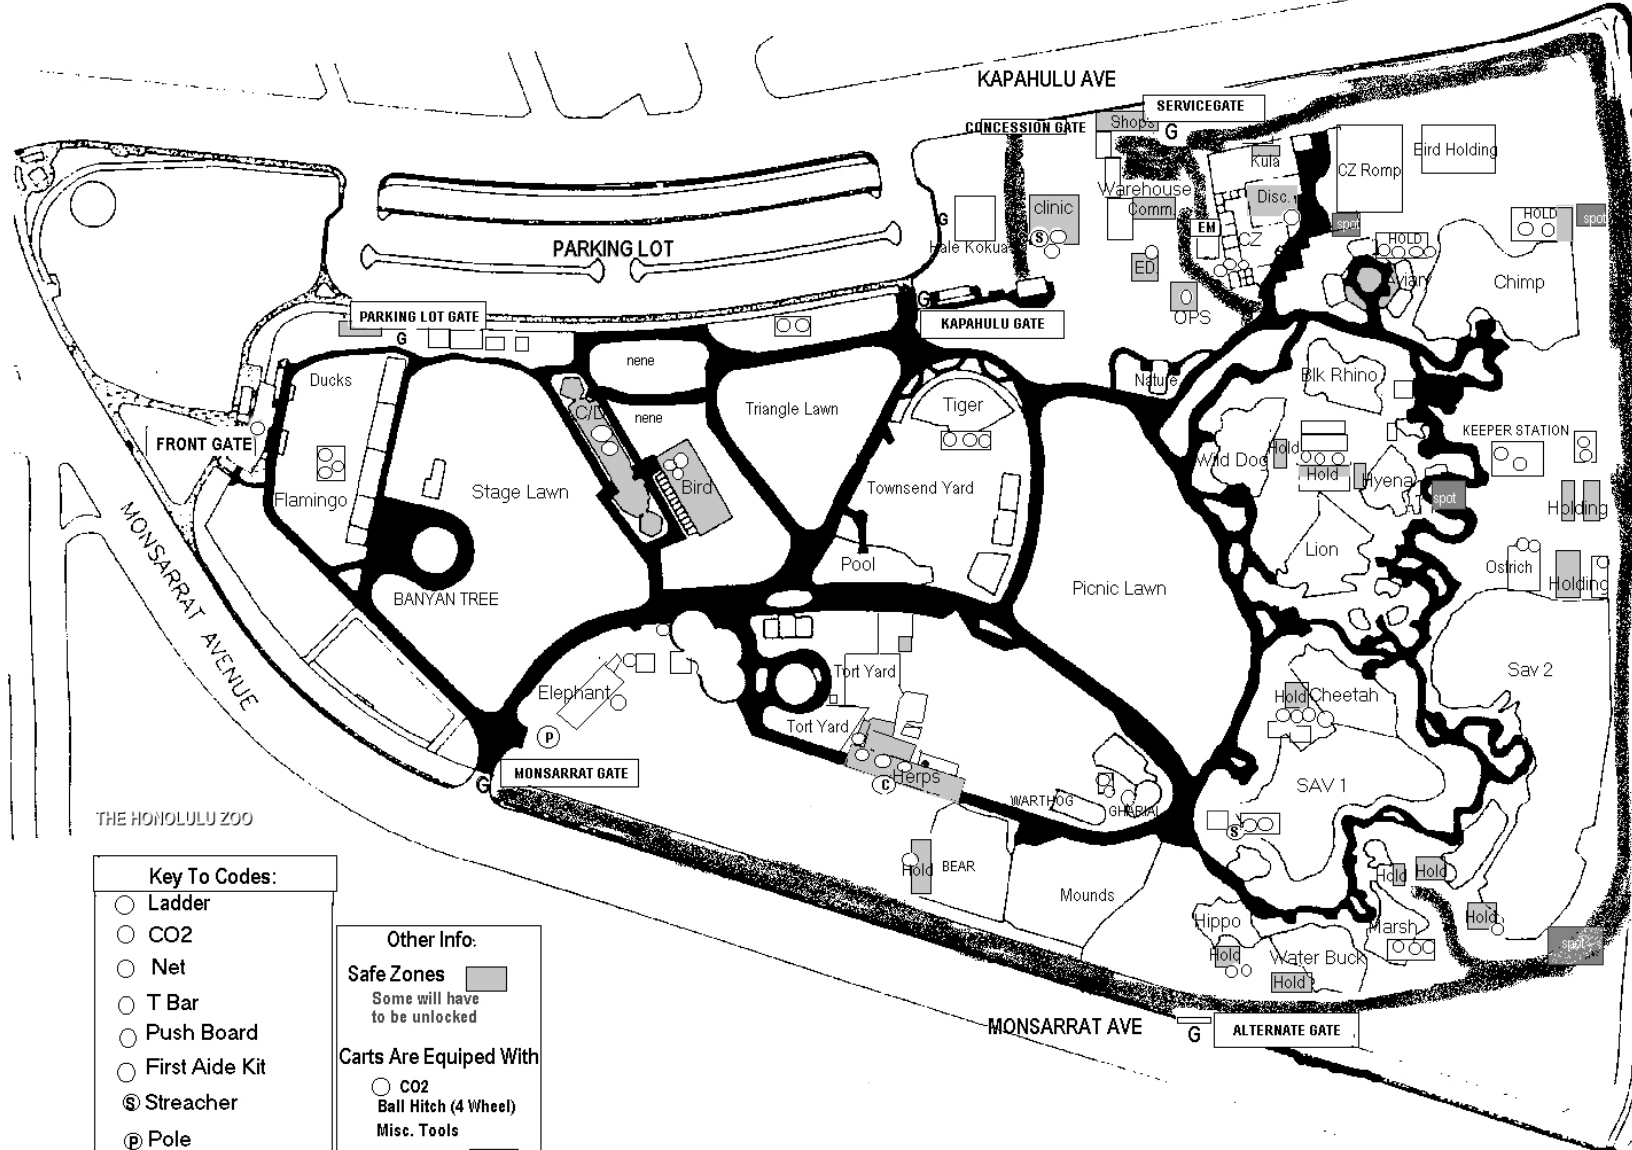 KAPAHULU AVE
SERVICEGATE
Shops
G
CONCESSION GATE
Kula
CZ Romp
Eird Holding
Warehouse
Disc.
clinic
Comm.
spot
HOLD
spot
G
EM
S
Hale Kokua
CZ
HOLD
PARKING LOT
ED.
Avian
Chimp
G
OPS
PARKING LOT GATE
KAPAHULU GATE
G
nene
Ducks
Nature
Blk Rhino
C/D
nene
Triangle Lawn
Tiger
FRONT GATE
KEEPER STATION
Hold
Wild Dog
Hold
Hyena
Stage Lawn
Bird
Townsend Yard
Flamingo
spot
Holding
MONSARRAT AVENUE
Lion
Pool
Ostrich
Holding
Picnic Lawn
BANYAN TREE
Tort Yard
Sav 2
Elephant
Hold
Cheetah
Tort Yard
P
MONSARRAT GATE
G
Herps
C
SAV 1
WARTHOG
GHARIAL
THE HONOLULU ZOO
S
Hold
BEAR
Hold
Hold
Mounds
Hippo
Marsh
Hold
spot
Hold
Water Buck
Hold
MONSARRAT AVE
G
ALTERNATE GATE
Key To Codes:
Ladder
CO2
Net
T Bar
Push Board
First Aide Kit
S Streacher
P Pole
Other Info:
Safe Zones
Some will have
to be unlocked
Carts Are Equiped With
CO2
Ball Hitch (4 Wheel)
Misc. Tools